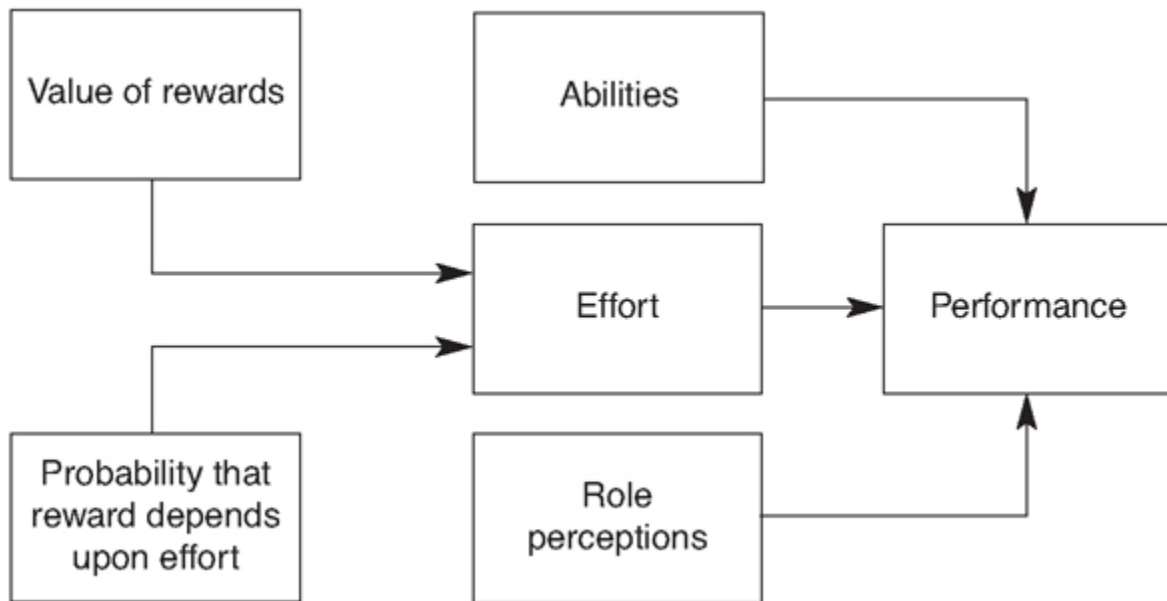 Value of rewards
Abilities
Effort
Performance
Probability that
reward depends
upon effort
Role
perceptions